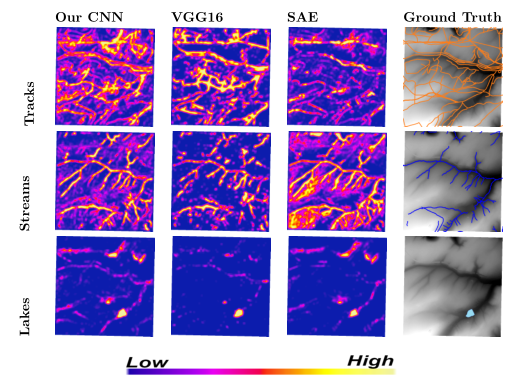 Our CNN VGG16 SAE Ground Truth
Tracks
Streams
Lakes
Low High